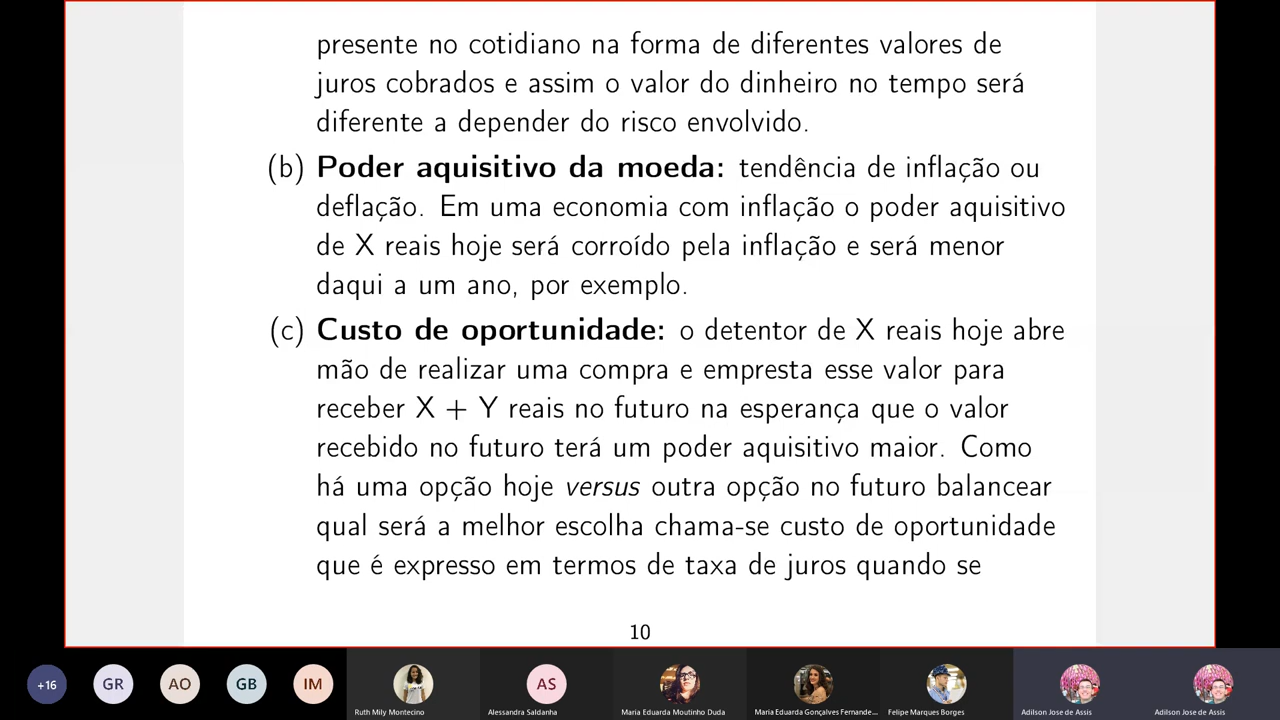 presente no cotidiano na forma de diferentes valores de
juros cobrados e assim o valor do dinheiro no tempo será
diferente a depender do risco envolvido.
(b) Poder aquisitivo da moeda: tendência de inflação ou
deflação. Em uma economia com inflação o poder aquisitivo
de X reais hoje será corroído pela inflação e será menor
daqui a um ano, por exemplo.
(c) Custo de oportunidade: o detentor de X reais hoje abre
mão de realizar uma compra e empresta esse valor para
receber X + Y reais no futuro na esperança que o valor
recebido no futuro terá um poder aquisitivo maior. Como
há uma opção hoje versus outra opção no futuro balancear
qual será a melhor escolha chama-se custo de oportunidade
que é expresso em termos de taxa de juros quando se
10
+16 GR AO GB IM AS
Ruth Mily Montecino Alessandra Saldanha Maria Eduarda Moutinho Duda Maria Eduarda Gonçalves Fernande... Felipe Marques Borges Adilson Jose de Assis Adilson Jose de Assis